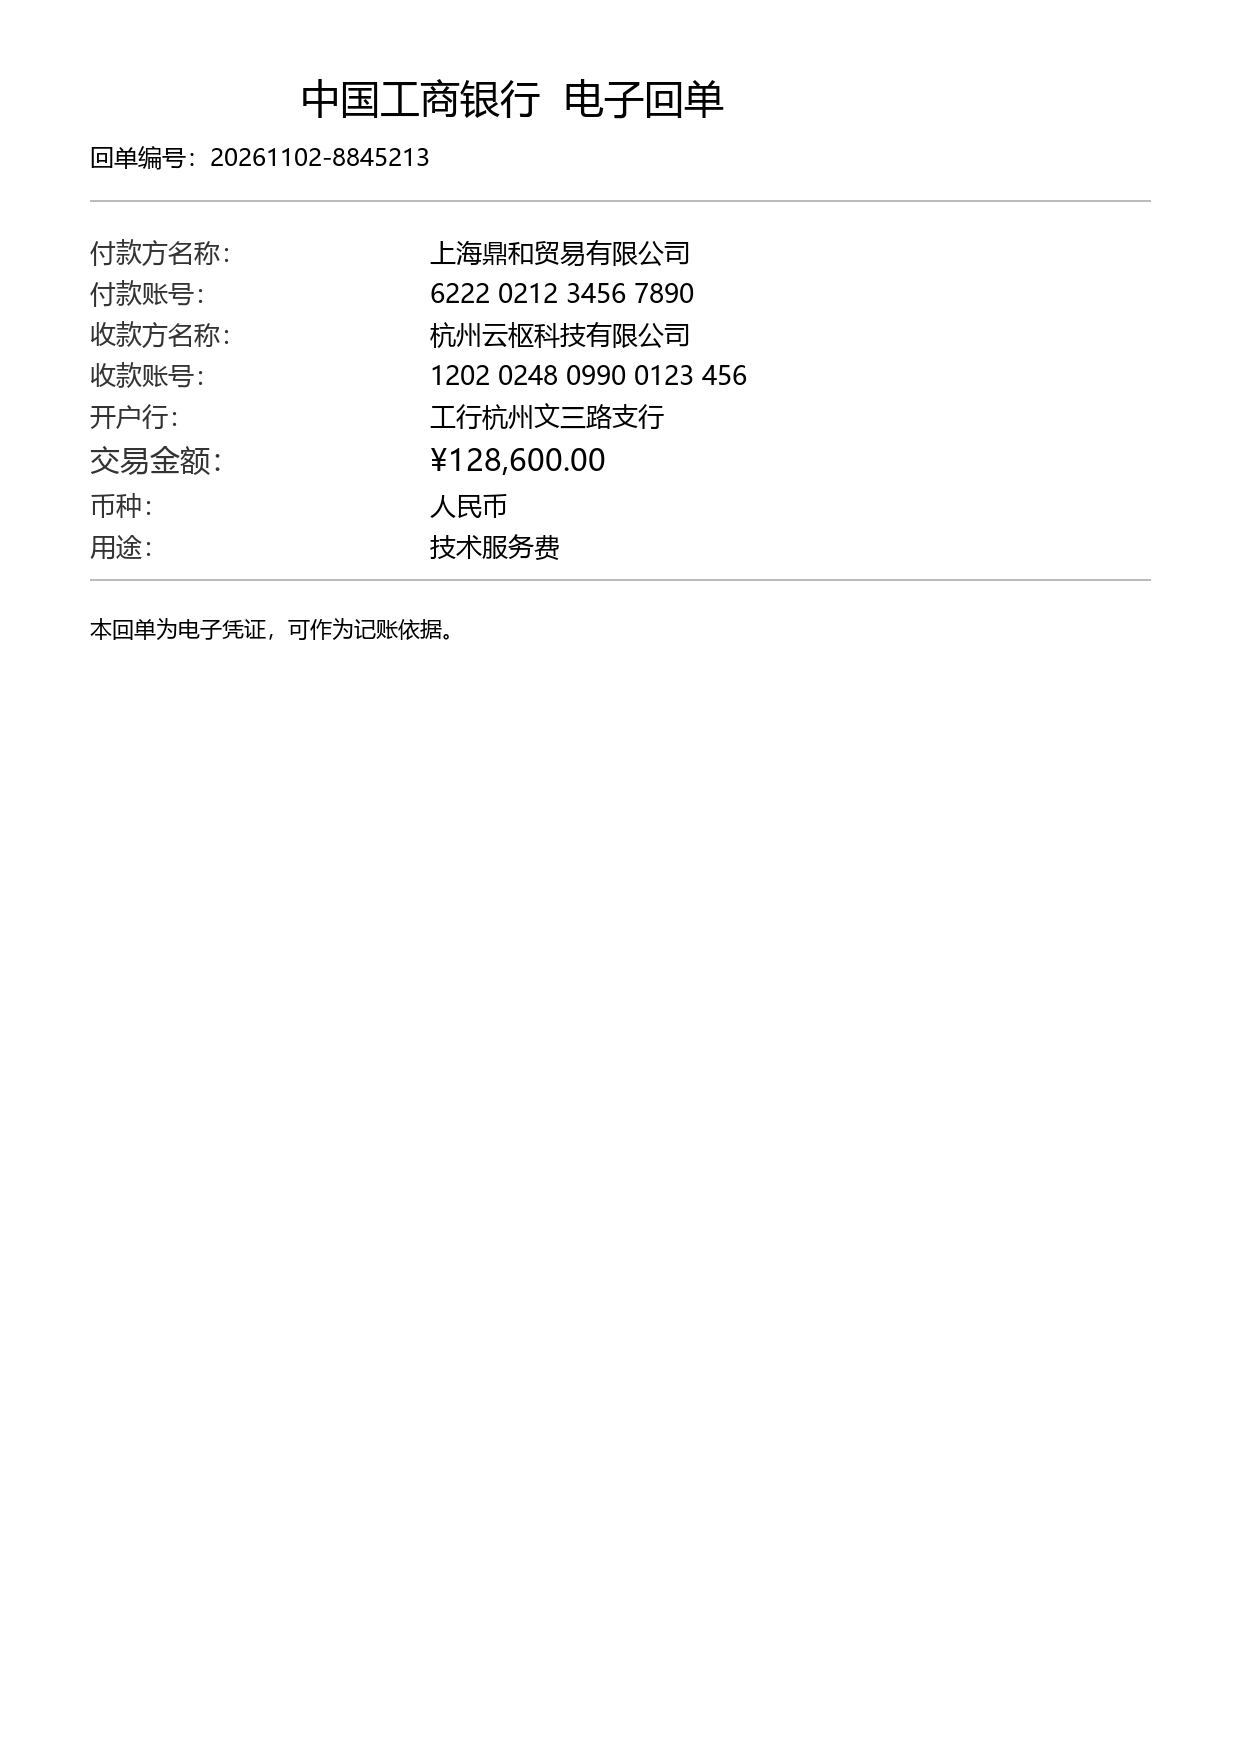 中国工商银行 电子回单
回单编号：20261102-8845213
付款方名称： 上海鼎和贸易有限公司
付款账号： 6222 0212 3456 7890
收款方名称： 杭州云枢科技有限公司
收款账号： 1202 0248 0990 0123 456
开户行： 工行杭州文三路支行
交易金额： ¥128,600.00
币种： 人民币
用途： 技术服务费
本回单为电子凭证，可作为记账依据。